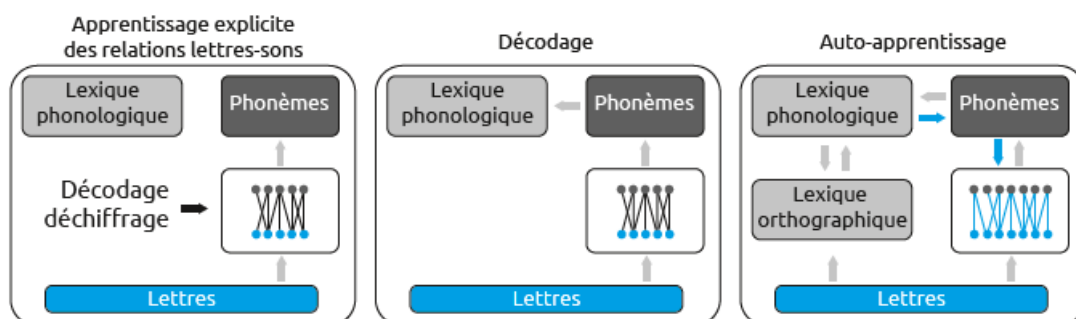 Apprentissage explicite
des relations lettres-sons
Lexique
phonologique
Phonèmes
Décodage
déchiffrage
Lettres
Décodage
Lexique
phonologique
Phonèmes
Lettres
Auto-apprentissage
Lexique
phonologique
Phonèmes
Lexique
orthographique
Lettres